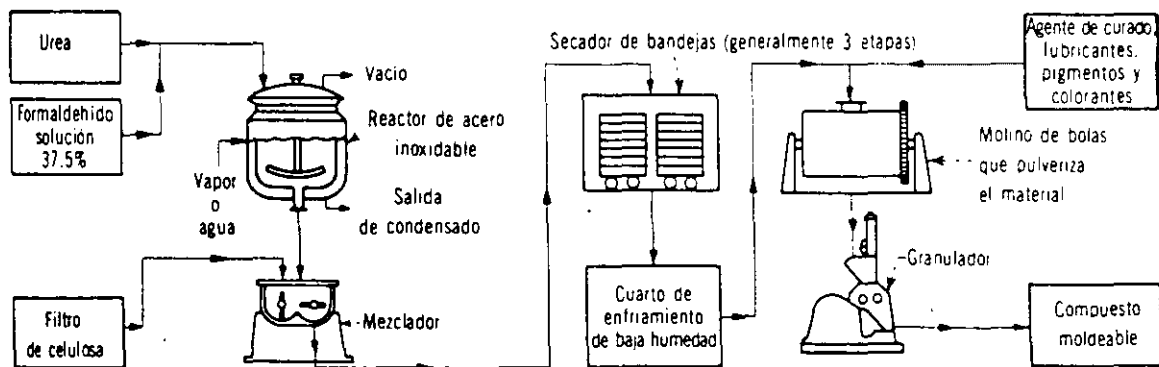 Urea
Formaldehido
solución
37.5%
Vacio
Reactor de acero
inoxidable
Vapor
o
agua
Salida
de condensado
Filtro
de celulosa
Mezclador
Secador de bandejas (generalmente 3 etapas)
Cuarto de
enfriamiento
de baja humedad
Agente de curado,
lubricantes,
pigmentos y
colorantes
Molino de bolas
que pulveriza
el material
Granulador
Compuesto
moldeable